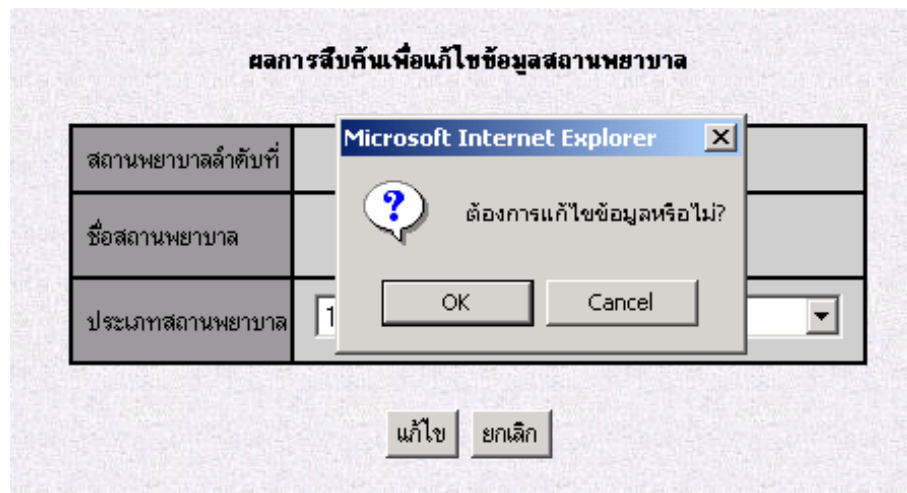 ผลการสืบค้นเพื่อแก้ไขข้อมูลสถานพยาบาล
Microsoft Internet Explorer
สถานพยาบาลลำดับที่
ต้องการแก้ไขข้อมูลหรือไม่?
ชื่อสถานพยาบาล
OK Cancel
ประเภทสถานพยาบาล 1
แก้ไข ยกเลิก